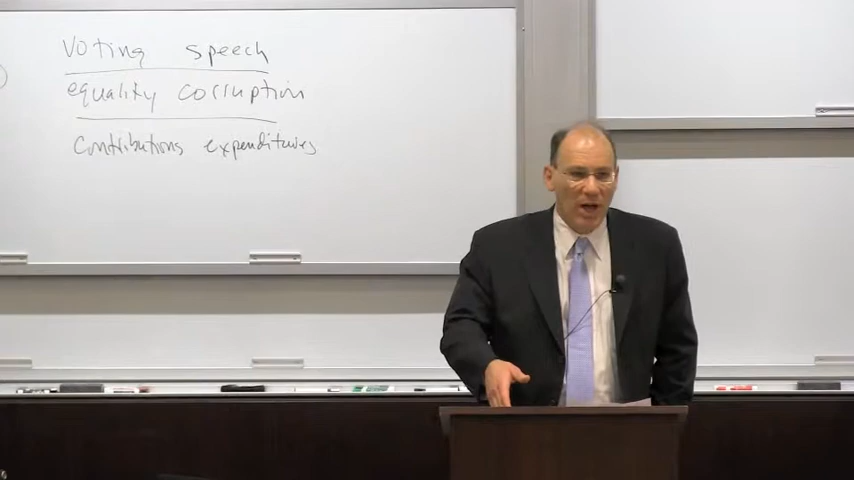 voting speech
equality corruption
contributions expenditures